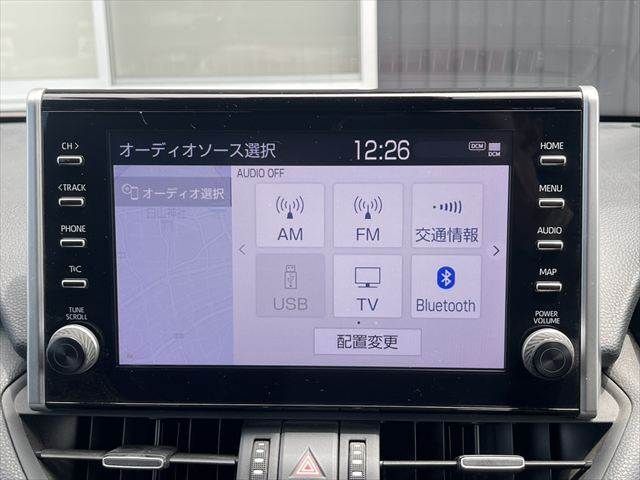 CH >
< TRACK
PHONE
T*C
TUNE
SCROLL
オーディオソース選択
12:26
DCM
DCM
オーディオ選択
AUDIO OFF
AM
FM
交通情報
USB
TV
Bluetooth
配置変更
HOME
MENU
AUDIO
MAP
POWER
VOLUME